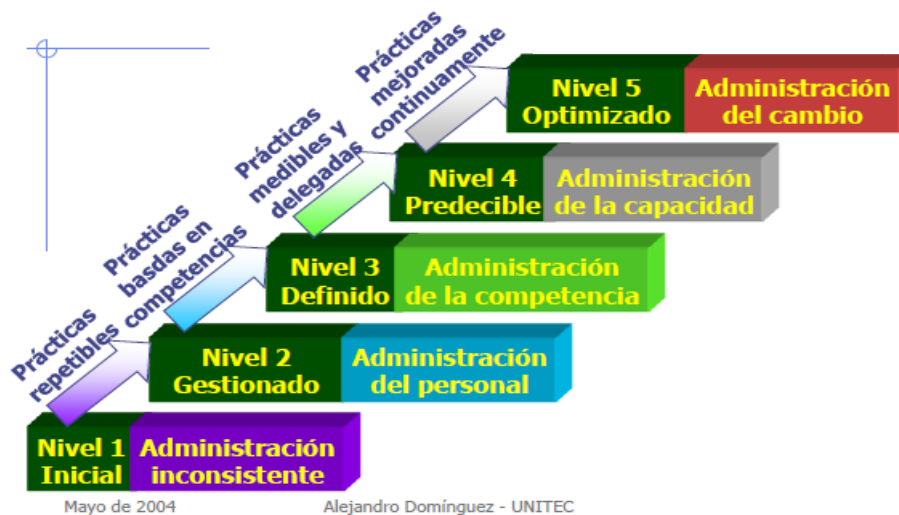 Prácticas
mejoradas
continuamente
Nivel 5
Optimizado
Administración
del cambio
Prácticas
medibles y
delegadas
Nivel 4
Predecible
Administración
de la capacidad
Prácticas
basdas en
competencias
Nivel 3
Definido
Administración
de la competencia
Prácticas
repetibles
Nivel 2
Gestionado
Administración
del personal
Nivel 1
Inicial
Administración
inconsistente
Mayo de 2004
Alejandro Domínguez - UNITEC